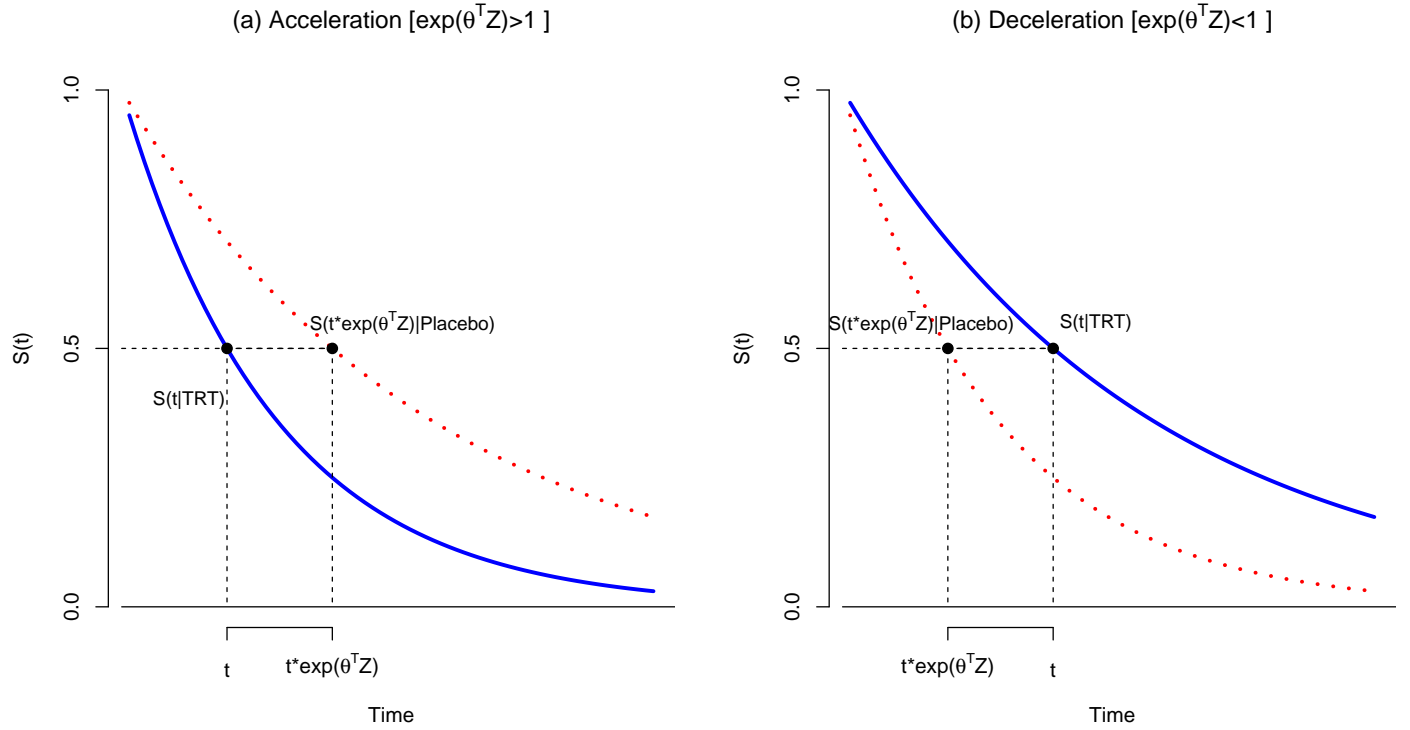 (a) Acceleration [exp(θᵀZ)>1 ]
1.0
S(t*exp(θᵀZ)|Placebo)
0.5
S(t)
S(t|TRT)
0.0
t
t*exp(θᵀZ)
Time
(b) Deceleration [exp(θᵀZ)<1 ]
1.0
S(t*exp(θᵀZ)|Placebo)
S(t|TRT)
0.5
S(t)
0.0
t*exp(θᵀZ)
t
Time